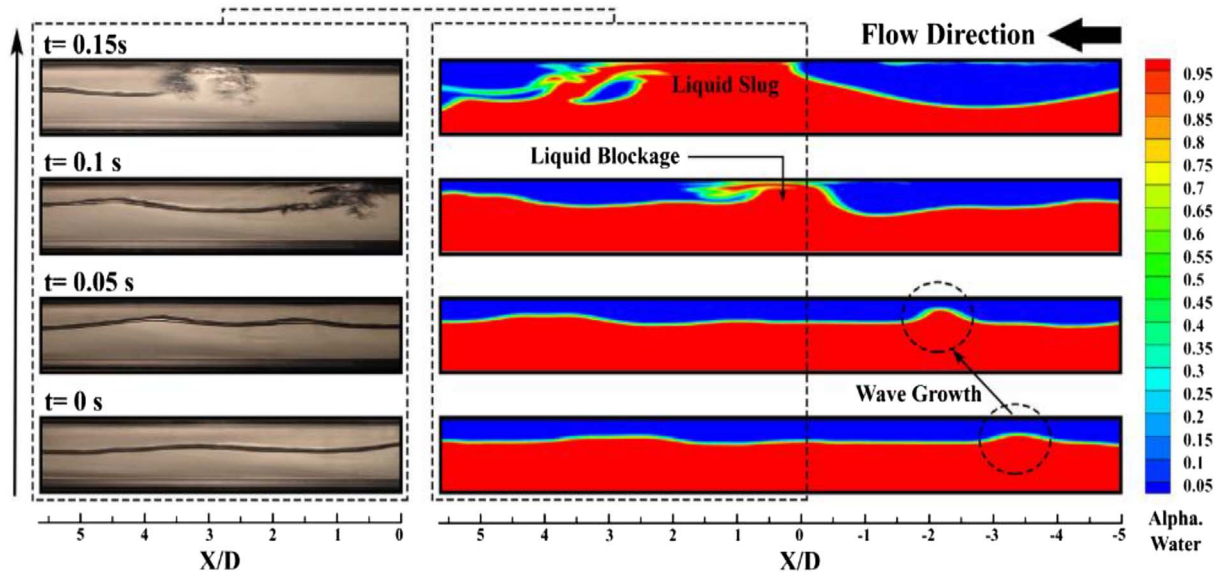 Flow Direction
t= 0.15s
Liquid Slug
t= 0.1 s
Liquid Blockage
t= 0.05 s
Wave Growth
t= 0 s
0.95
0.9
0.85
0.8
0.75
0.7
0.65
0.6
0.55
0.5
0.45
0.4
0.35
0.3
0.25
0.2
0.15
0.1
0.05
Alpha.
Water
5 4 3 2 1 0
X/D
5 4 3 2 1 0 -1 -2 -3 -4 -5
X/D